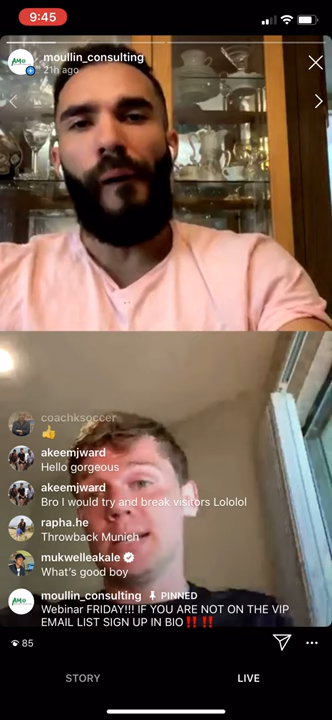 9:45
moullin_consulting
21h ago
coachksoccer
👍
akeemjward
Hello gorgeous
akeemjward
Bro I would try and break visitors Lololol
rapha.he
Throwback Munich
mukwelleakale
What's good boy
moullin_consulting PINNED
Webinar FRIDAY!!! IF YOU ARE NOT ON THE VIP
EMAIL LIST SIGN UP IN BIO‼️‼️
85
STORY LIVE